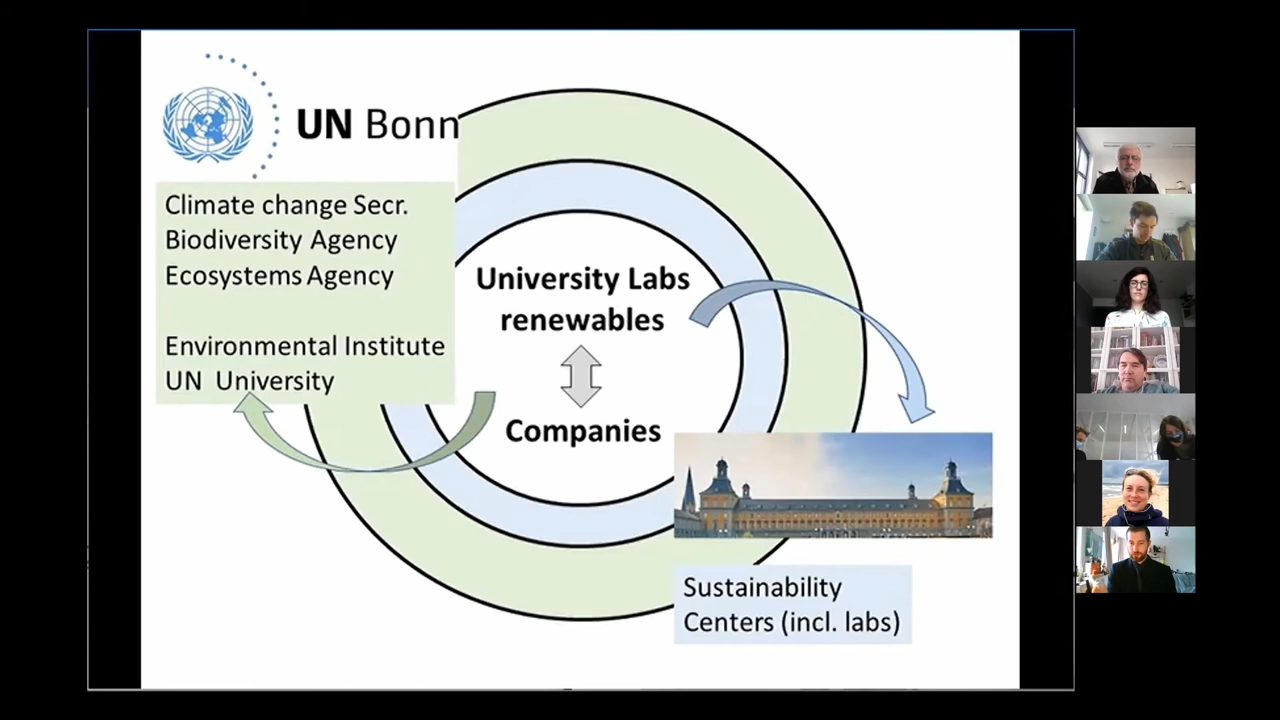 UN Bonn
Climate change Secr.
Biodiversity Agency
Ecosystems Agency
Environmental Institute
UN University
University Labs
renewables
Companies
Sustainability
Centers (incl. labs)